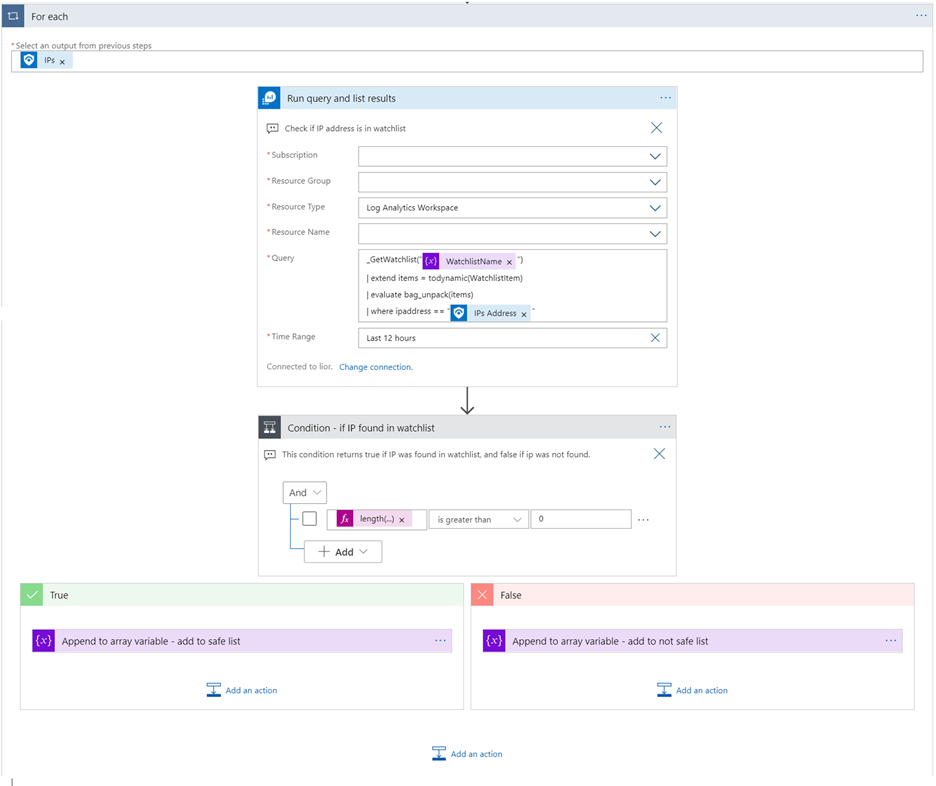 For each
* Select an output from previous steps
IPs x
Run query and list results
Check if IP address is in watchlist
* Subscription
* Resource Group
* Resource Type Log Analytics Workspace
* Resource Name
* Query
_GetWatchlist(" {x} WatchlistName x ")
| extend items = todynamic(WatchlistItem)
| evaluate bag_unpack(items)
| where ipaddress == " IPs Address x "
* Time Range Last 12 hours
Connected to lior. Change connection.
Condition - if IP found in watchlist
This condition returns true if IP was found in watchlist, and false if ip was not found.
And
fx length(...) x is greater than 0
+ Add
True
{x} Append to array variable - add to safe list
Add an action
False
{x} Append to array variable - add to not safe list
Add an action
Add an action